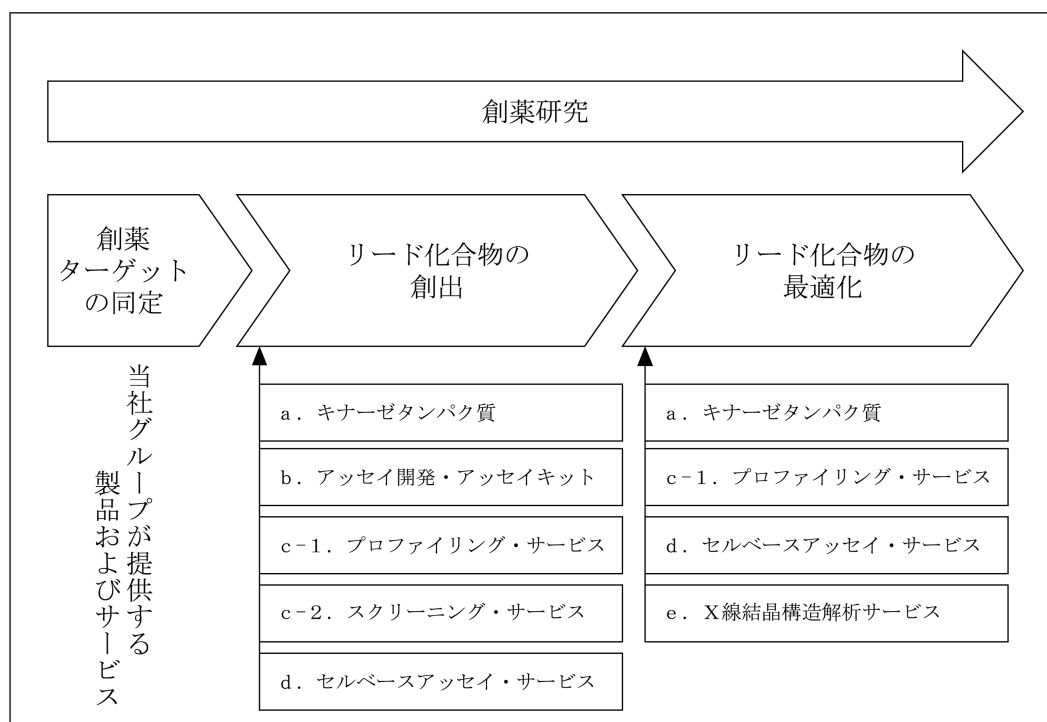 創薬研究
創薬
ターゲット
の同定
リード化合物の
創出
リード化合物の
最適化
当社グループが提供する
製品およびサービス
a．キナーゼタンパク質
b．アッセイ開発・アッセイキット
c-1．プロファイリング・サービス
c-2．スクリーニング・サービス
d．セルベースアッセイ・サービス
a．キナーゼタンパク質
c-1．プロファイリング・サービス
d．セルベースアッセイ・サービス
e．X線結晶構造解析サービス